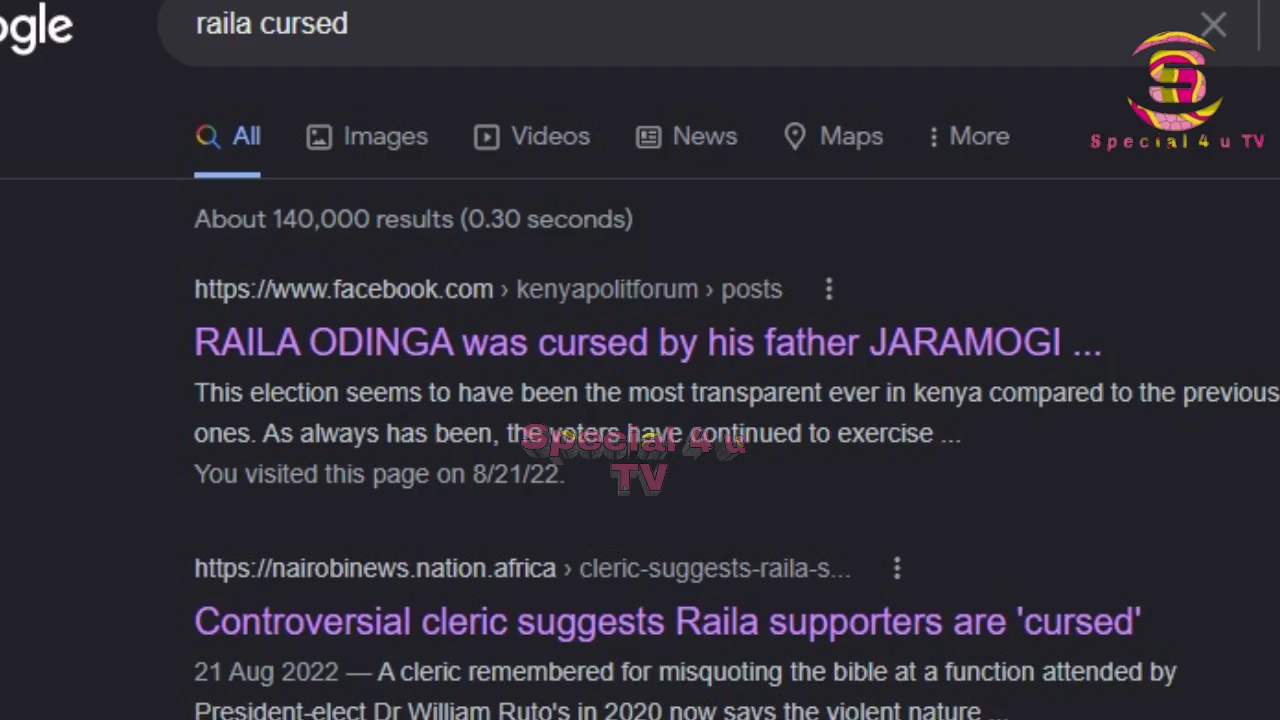 ogle
raila cursed
S
Special 4 u TV
All Images Videos News Maps More
About 140,000 results (0.30 seconds)
https://www.facebook.com › kenyapolitforum › posts
RAILA ODINGA was cursed by his father JARAMOGI ...
This election seems to have been the most transparent ever in kenya compared to the previous
ones. As always has been, the voters have continued to exercise ...
Special 4 u
TV
You visited this page on 8/21/22.
https://nairobinews.nation.africa › cleric-suggests-raila-s...
Controversial cleric suggests Raila supporters are 'cursed'
21 Aug 2022 — A cleric remembered for misquoting the bible at a function attended by
President-elect Dr William Ruto's in 2020 now says the violent nature ...